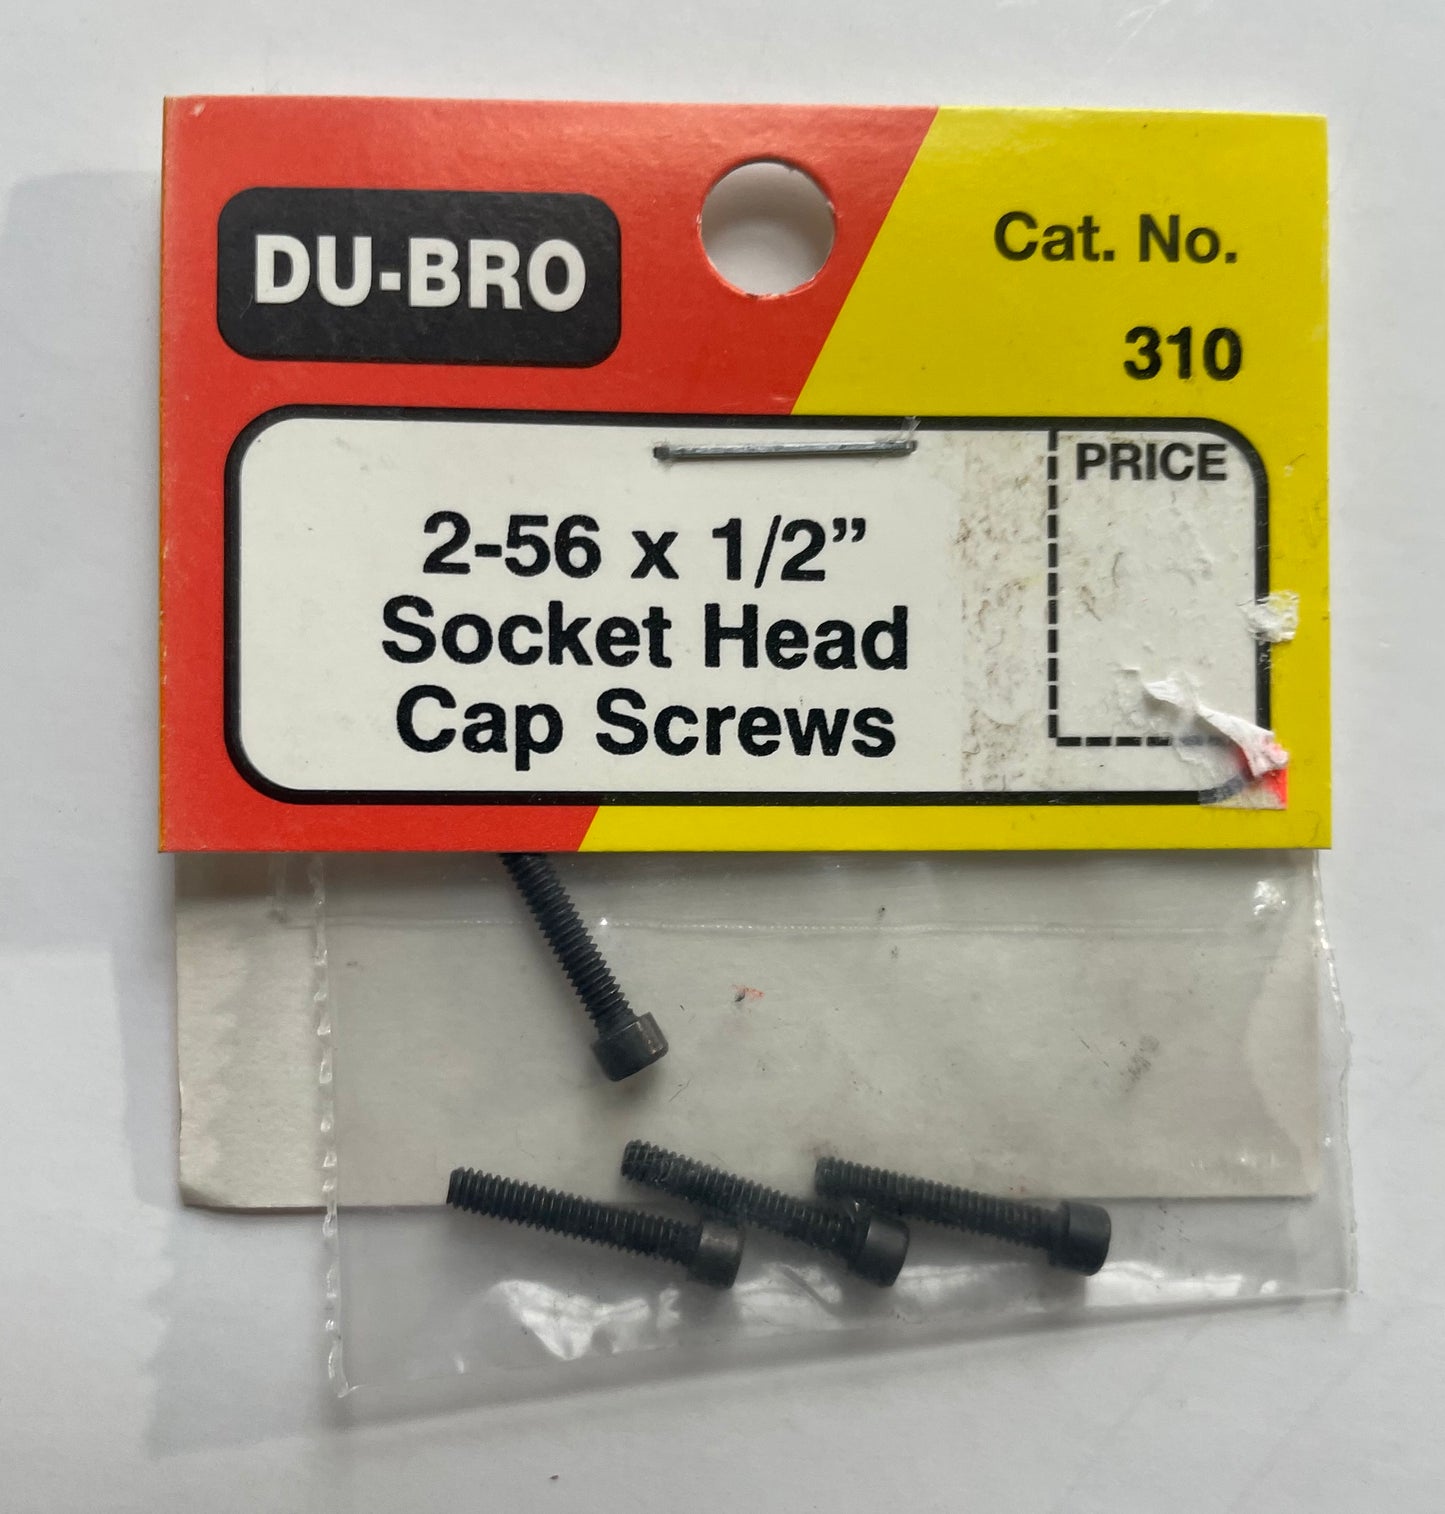 DU-BRO
Cat. No.
310
PRICE
2-56 x 1/2”
Socket Head
Cap Screws